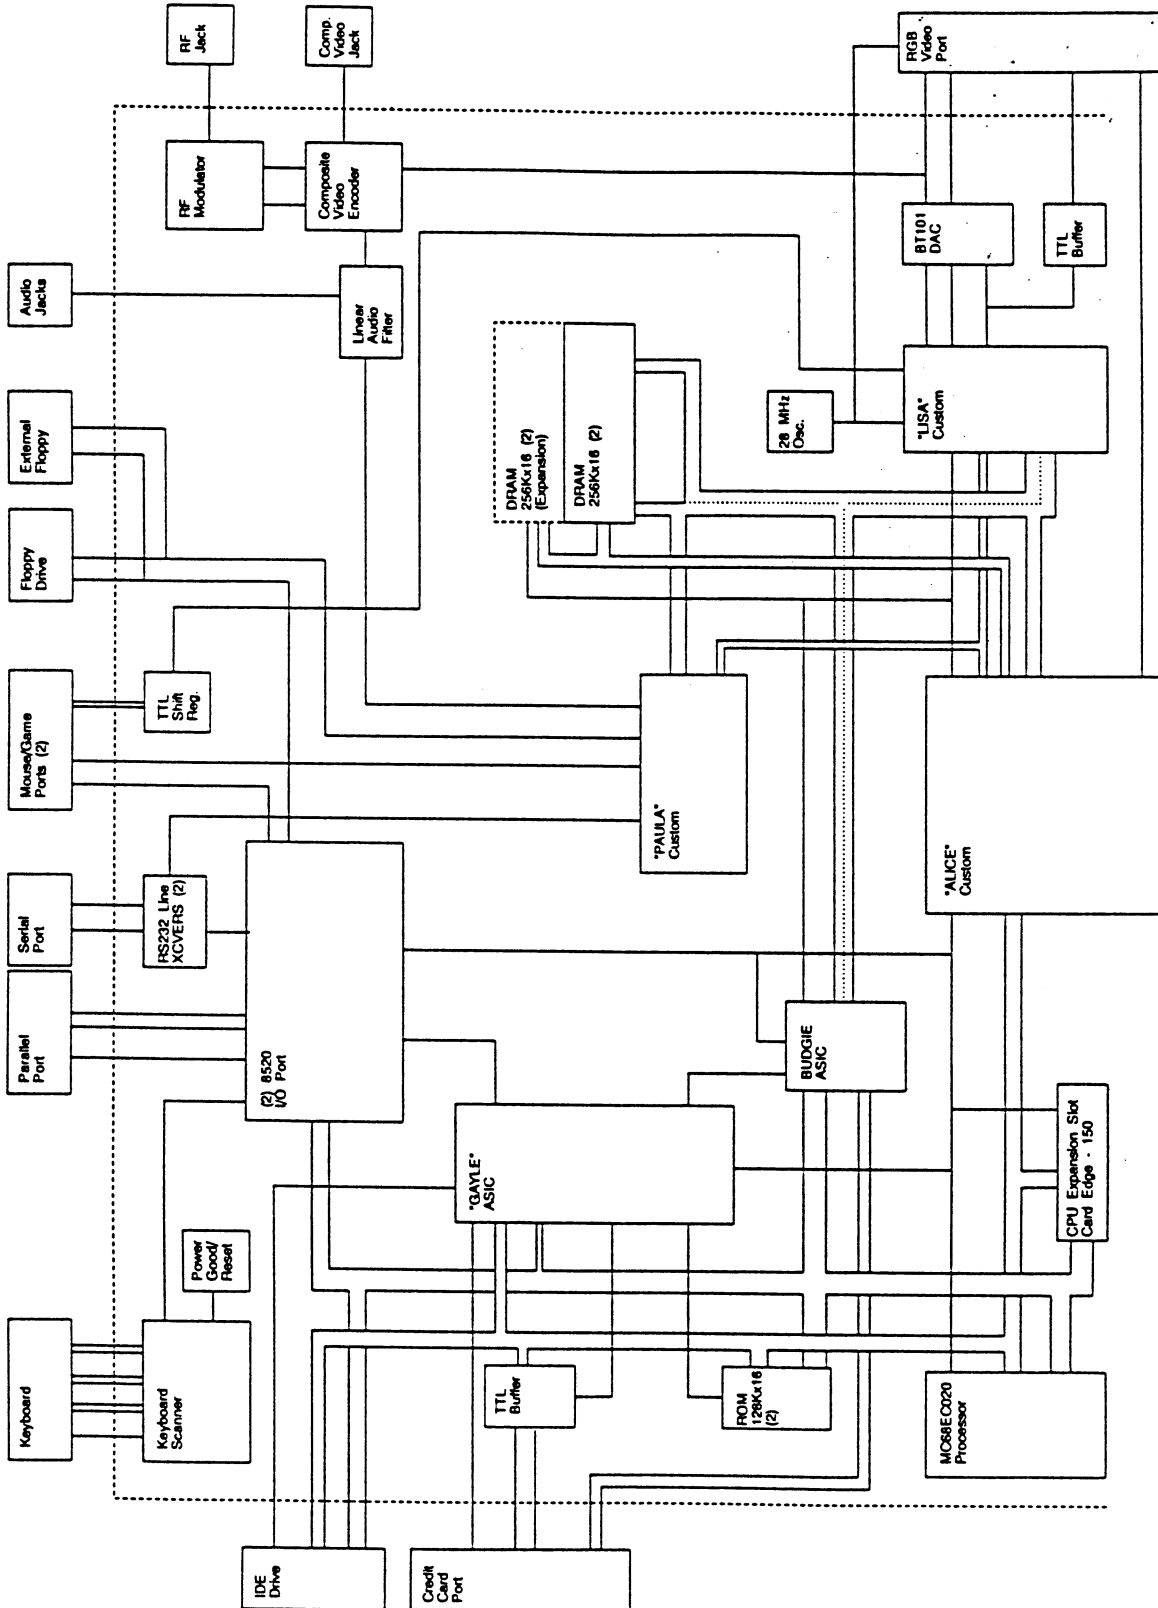 Keyboard
Parallel
Port
Serial
Port
Mouse/Game
Ports (2)
Floppy
Drive
External
Floppy
Audio
Jacks
RF
Jack
Comp.
Video
Jack
Keyboard
Scanner
Power
Good/
Reset
RS232 Line
XCVERS (2)
TTL
Shift
Reg.
RF
Modulator
Composite
Video
Encoder
Linear
Audio
Filter
(2) 8520
I/O Port
IDE
Drive
Credit
Card
Port
"GAYLE"
ASIC
TTL
Buffer
ROM
128Kx16
(2)
BUDGIE
ASIC
"PAULA"
Custom
DRAM
256Kx16 (2)
(Expansion)
DRAM
256Kx16 (2)
28 MHz
Osc.
"LISA"
Custom
BT101
DAC
TTL
Buffer
RGB
Video
Port
"ALICE"
Custom
MC68EC020
Processor
CPU Expansion Slot
Card Edge - 150